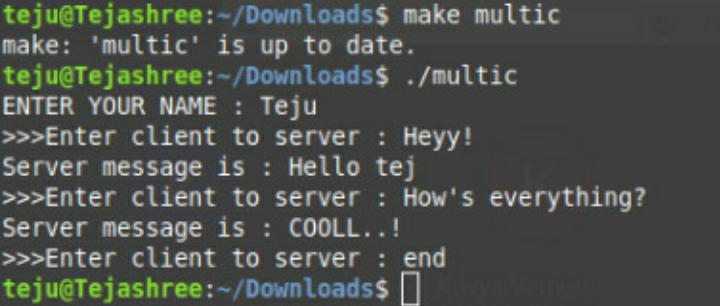 teju@Tejashree:~/Downloads$ make multic
make: 'multic' is up to date.
teju@Tejashree:~/Downloads$ ./multic
ENTER YOUR NAME : Teju
>>>Enter client to server : Heyy!
Server message is : Hello tej
>>>Enter client to server : How's everything?
Server message is : COOLL..!
>>>Enter client to server : end
teju@Tejashree:~/Downloads$